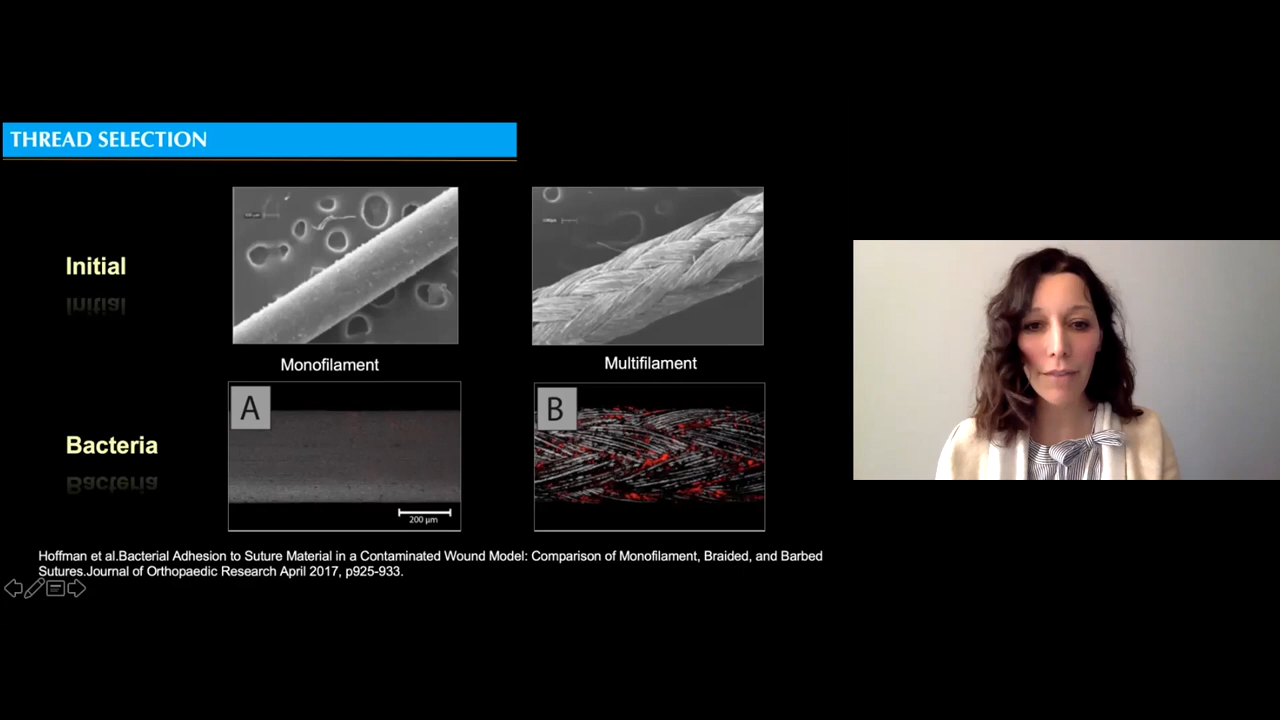 THREAD SELECTION
Initial
Monofilament
Multifilament
A
B
Bacteria
200 µm
Hoffman et al.Bacterial Adhesion to Suture Material in a Contaminated Wound Model: Comparison of Monofilament, Braided, and Barbed
Sutures.Journal of Orthopaedic Research April 2017, p925-933.